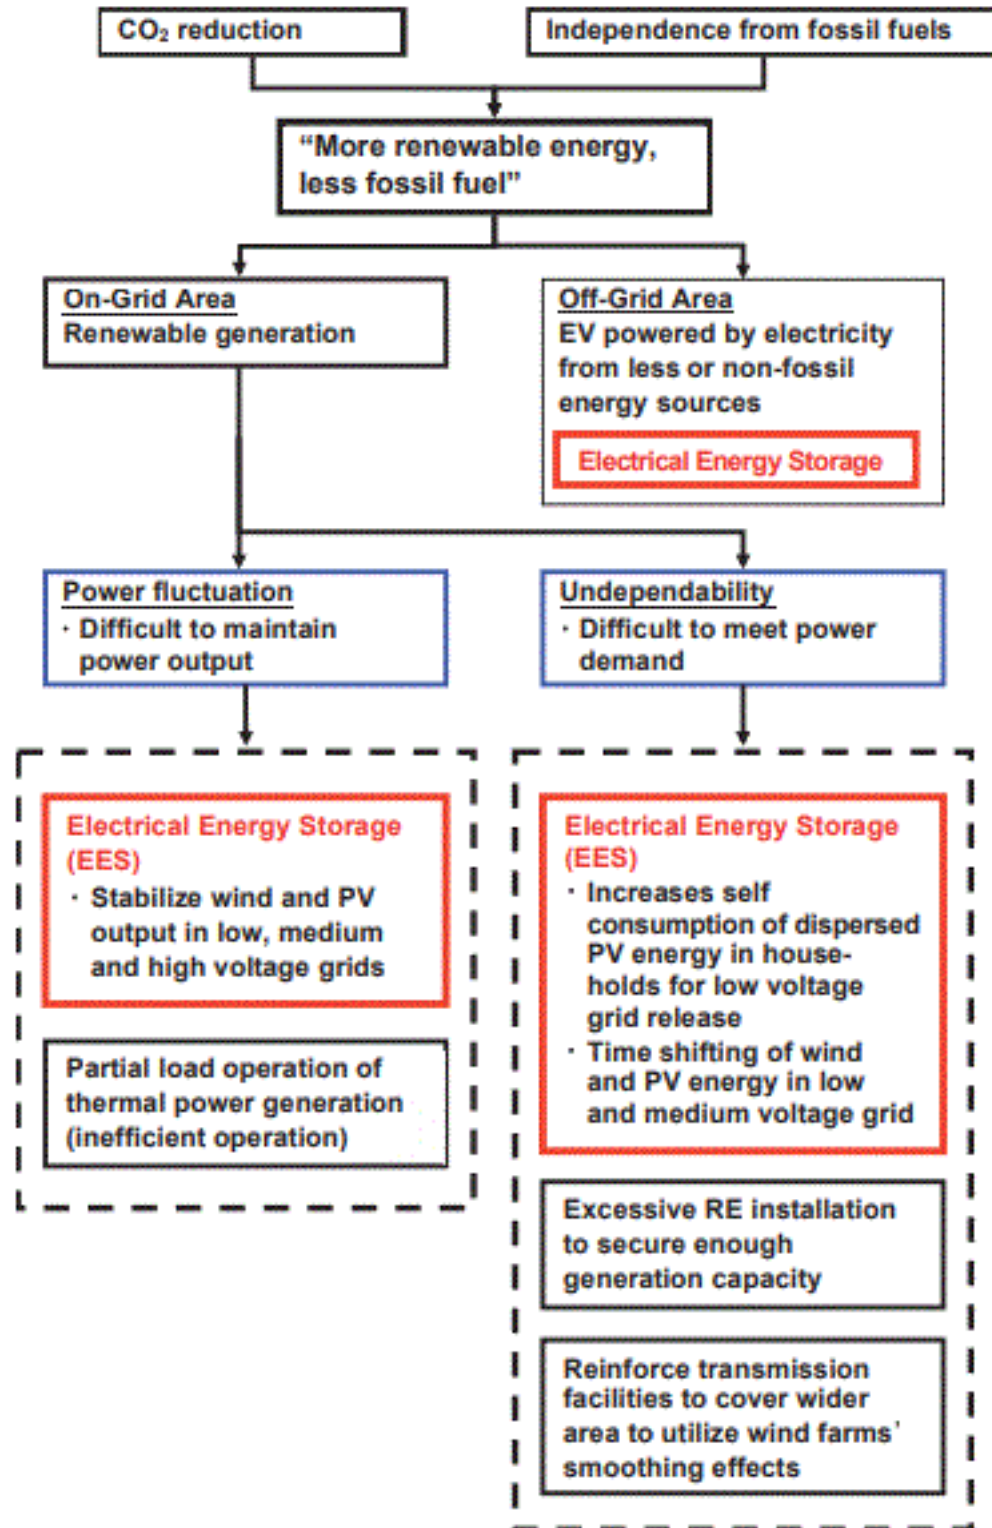 CO₂ reduction
Independence from fossil fuels
“More renewable energy,
less fossil fuel”
On-Grid Area
Renewable generation
Off-Grid Area
EV powered by electricity
from less or non-fossil
energy sources
Electrical Energy Storage
Power fluctuation
· Difficult to maintain
power output
Undependability
· Difficult to meet power
demand
Electrical Energy Storage
(EES)
· Stabilize wind and PV
output in low, medium
and high voltage grids
Partial load operation of
thermal power generation
(inefficient operation)
Electrical Energy Storage
(EES)
· Increases self
consumption of dispersed
PV energy in house-
holds for low voltage
grid release
· Time shifting of wind
and PV energy in low
and medium voltage grid
Excessive RE installation
to secure enough
generation capacity
Reinforce transmission
facilities to cover wider
area to utilize wind farms’
smoothing effects